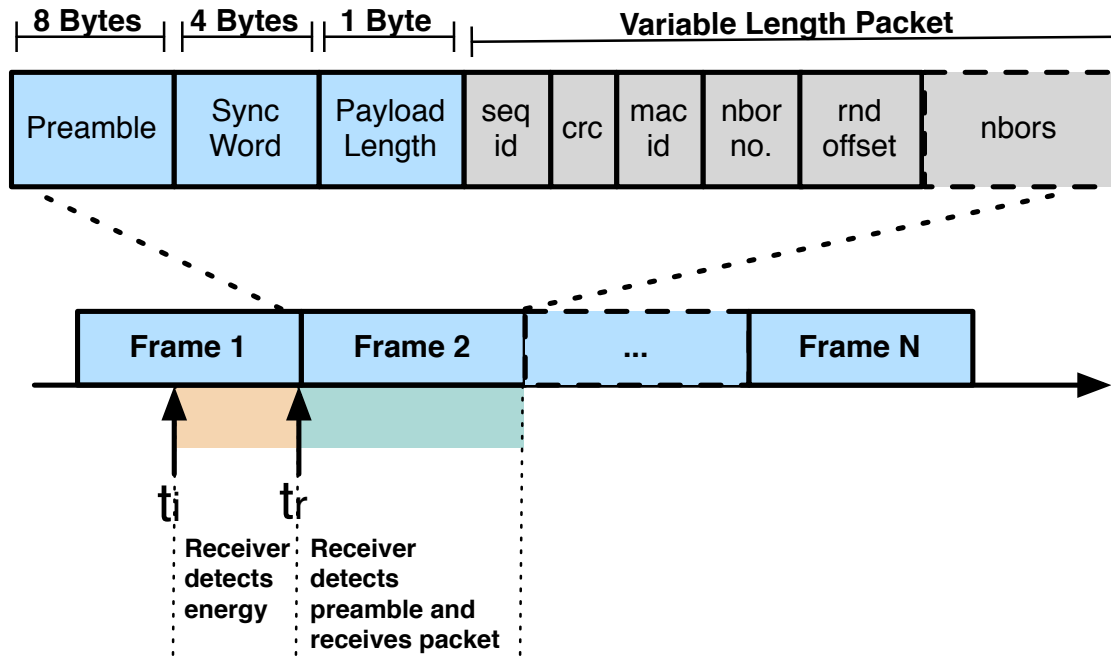 8 Bytes 4 Bytes 1 Byte Variable Length Packet
Preamble
Sync
Word
Payload
Length
seq
id
crc
mac
id
nbor
no.
rnd
offset
nbors
Frame 1 Frame 2 ... Frame N
ti tr
Receiver
detects
energy
Receiver
detects
preamble and
receives packet